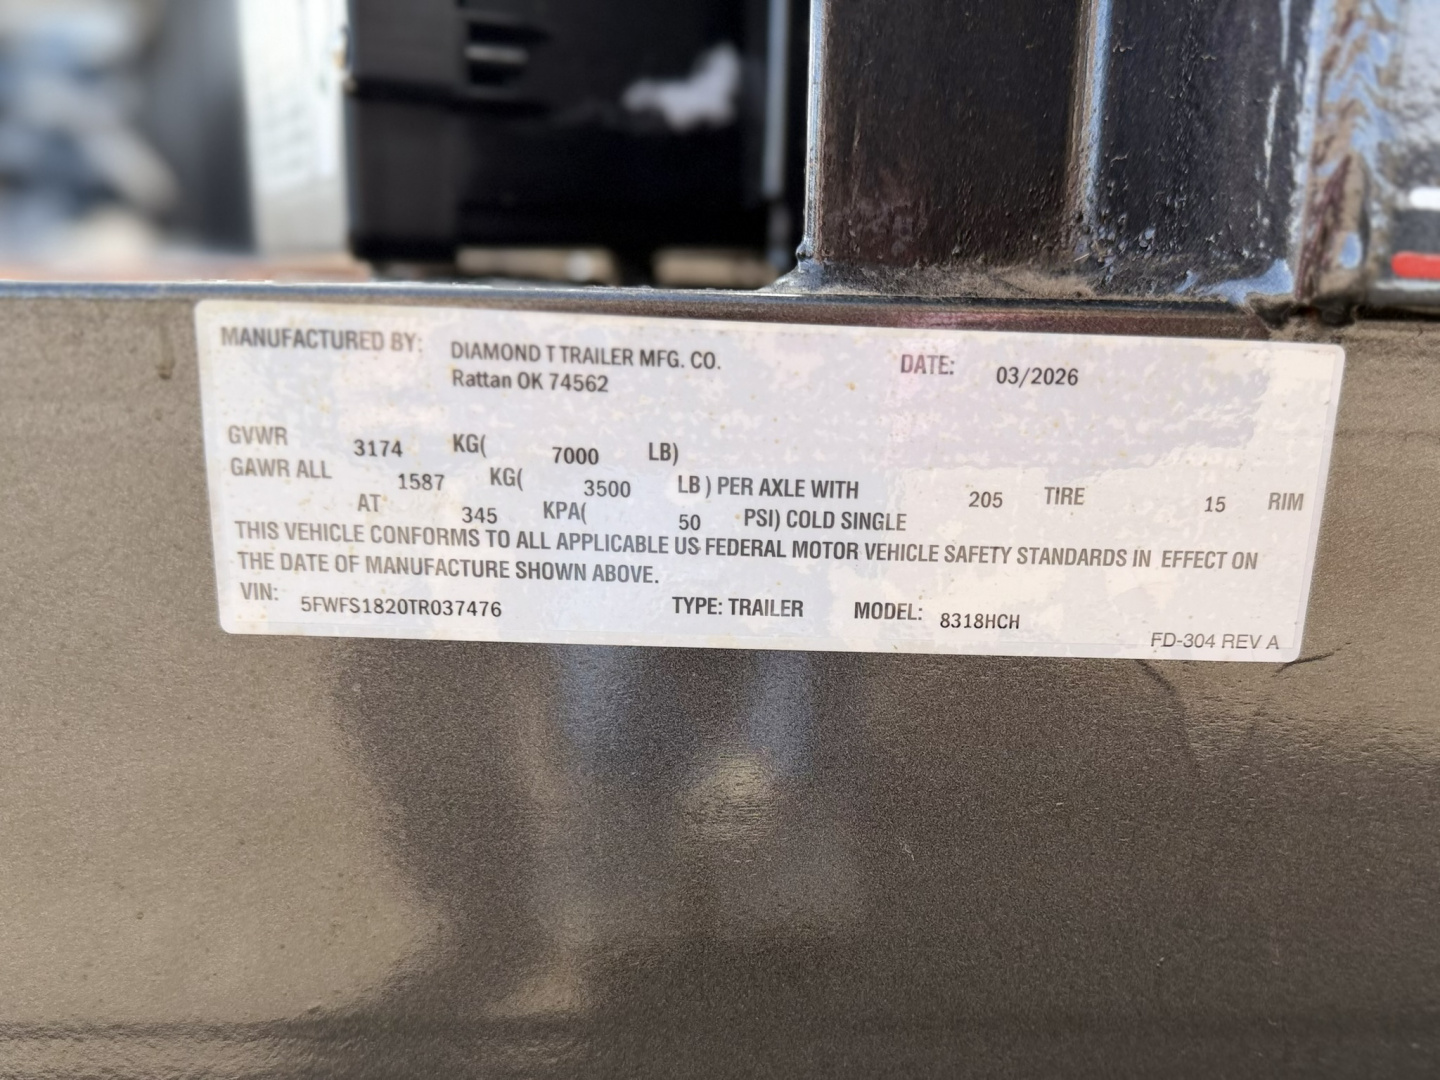 MANUFACTURED BY: DIAMOND T TRAILER MFG. CO. DATE: 03/2026
Rattan OK 74562
GVWR 3174 KG( 7000 LB)
GAWR ALL 1587 KG( 3500 LB ) PER AXLE WITH 205 TIRE 15 RIM
AT 345 KPA( 50 PSI) COLD SINGLE
THIS VEHICLE CONFORMS TO ALL APPLICABLE US FEDERAL MOTOR VEHICLE SAFETY STANDARDS IN EFFECT ON
THE DATE OF MANUFACTURE SHOWN ABOVE.
VIN: 5FWFS1820TR037476 TYPE: TRAILER MODEL: 8318HCH
FD-304 REV A